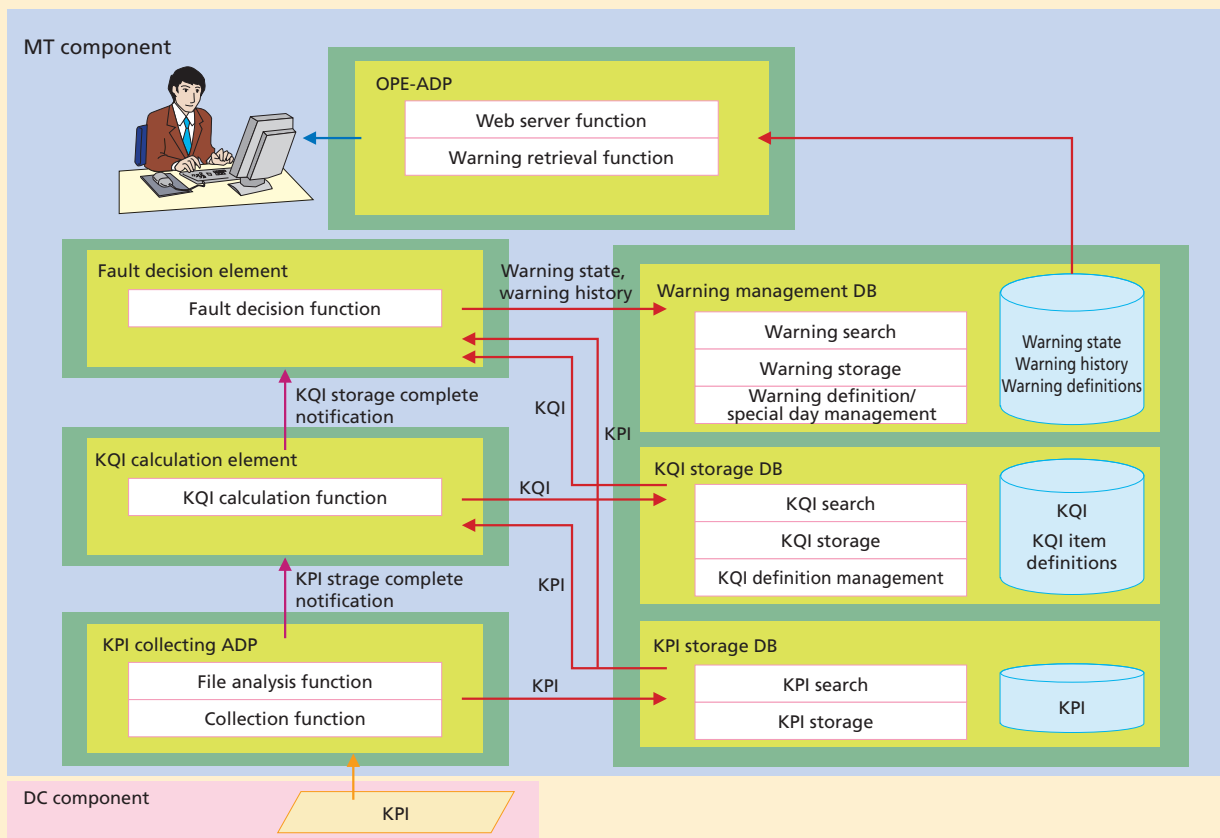 MT component
OPE-ADP
Web server function
Warning retrieval function
Fault decision element
Fault decision function
Warning state,
warning history
Warning management DB
Warning search
Warning storage
Warning definition/
special day management
Warning state
Warning history
Warning definitions
KQI storage complete
notification
KQI
KPI
KQI calculation element
KQI calculation function
KQI
KQI storage DB
KQI search
KQI storage
KQI definition management
KQI
KQI item
definitions
KPI strage complete
notification
KPI
KPI collecting ADP
File analysis function
Collection function
KPI
KPI storage DB
KPI search
KPI storage
KPI
DC component
KPI